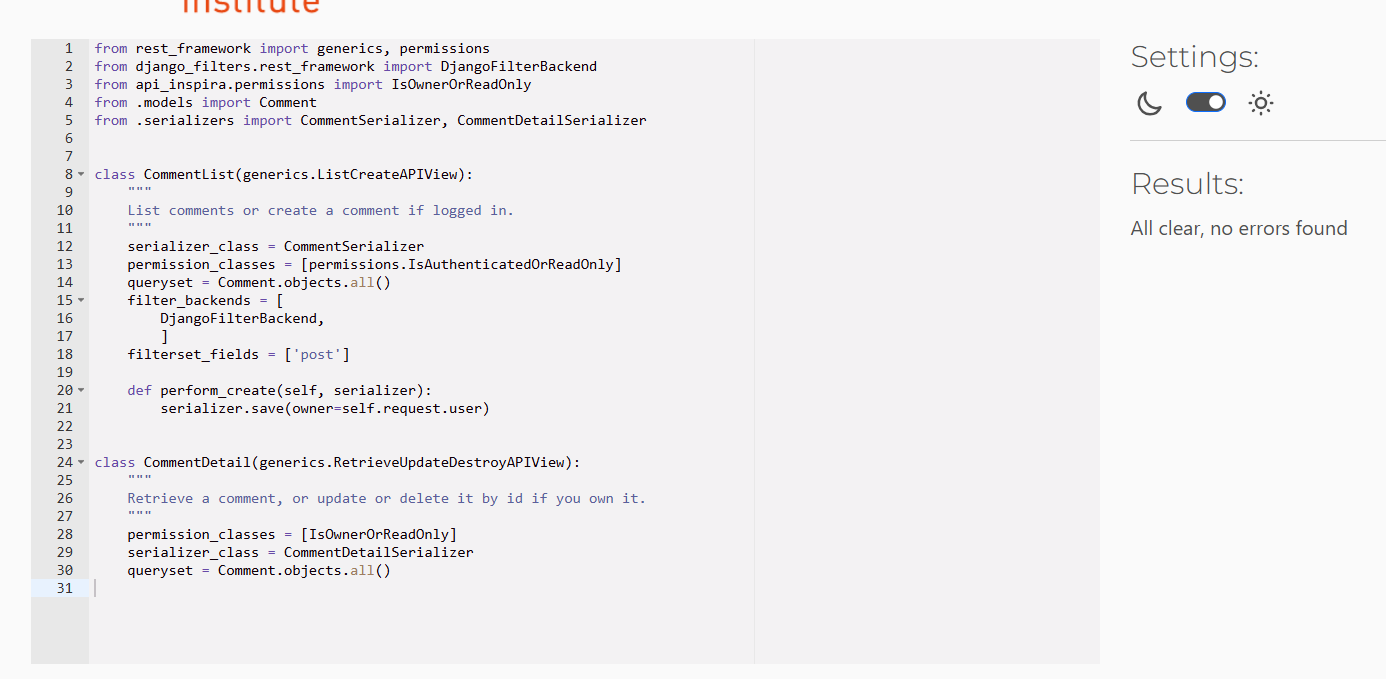 institute
1 from rest_framework import generics, permissions
2 from django_filters.rest_framework import DjangoFilterBackend
3 from api_inspira.permissions import IsOwnerOrReadOnly
4 from .models import Comment
5 from .serializers import CommentSerializer, CommentDetailSerializer
6
7
8 class CommentList(generics.ListCreateAPIView):
9     """
10     List comments or create a comment if logged in.
11     """
12     serializer_class = CommentSerializer
13     permission_classes = [permissions.IsAuthenticatedOrReadOnly]
14     queryset = Comment.objects.all()
15     filter_backends = [
16         DjangoFilterBackend,
17         ]
18     filterset_fields = ['post']
19
20     def perform_create(self, serializer):
21         serializer.save(owner=self.request.user)
22
23
24 class CommentDetail(generics.RetrieveUpdateDestroyAPIView):
25     """
26     Retrieve a comment, or update or delete it by id if you own it.
27     """
28     permission_classes = [IsOwnerOrReadOnly]
29     serializer_class = CommentDetailSerializer
30     queryset = Comment.objects.all()
31
Settings:
Results:
All clear, no errors found